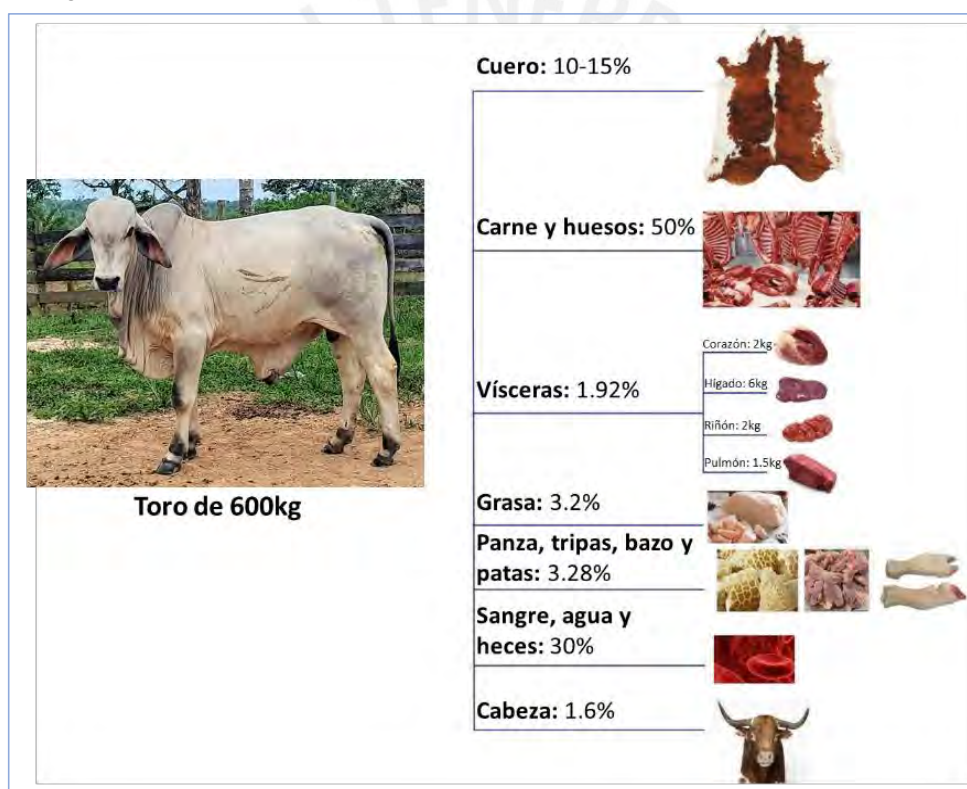 Cuero: 10-15%
Carne y huesos: 50%
Vísceras: 1.92%
Corazón: 2kg
Hígado: 6kg
Riñón: 2kg
Pulmón: 1.5kg
Grasa: 3.2%
Panza, tripas, bazo y
patas: 3.28%
Sangre, agua y
heces: 30%
Cabeza: 1.6%
Toro de 600kg